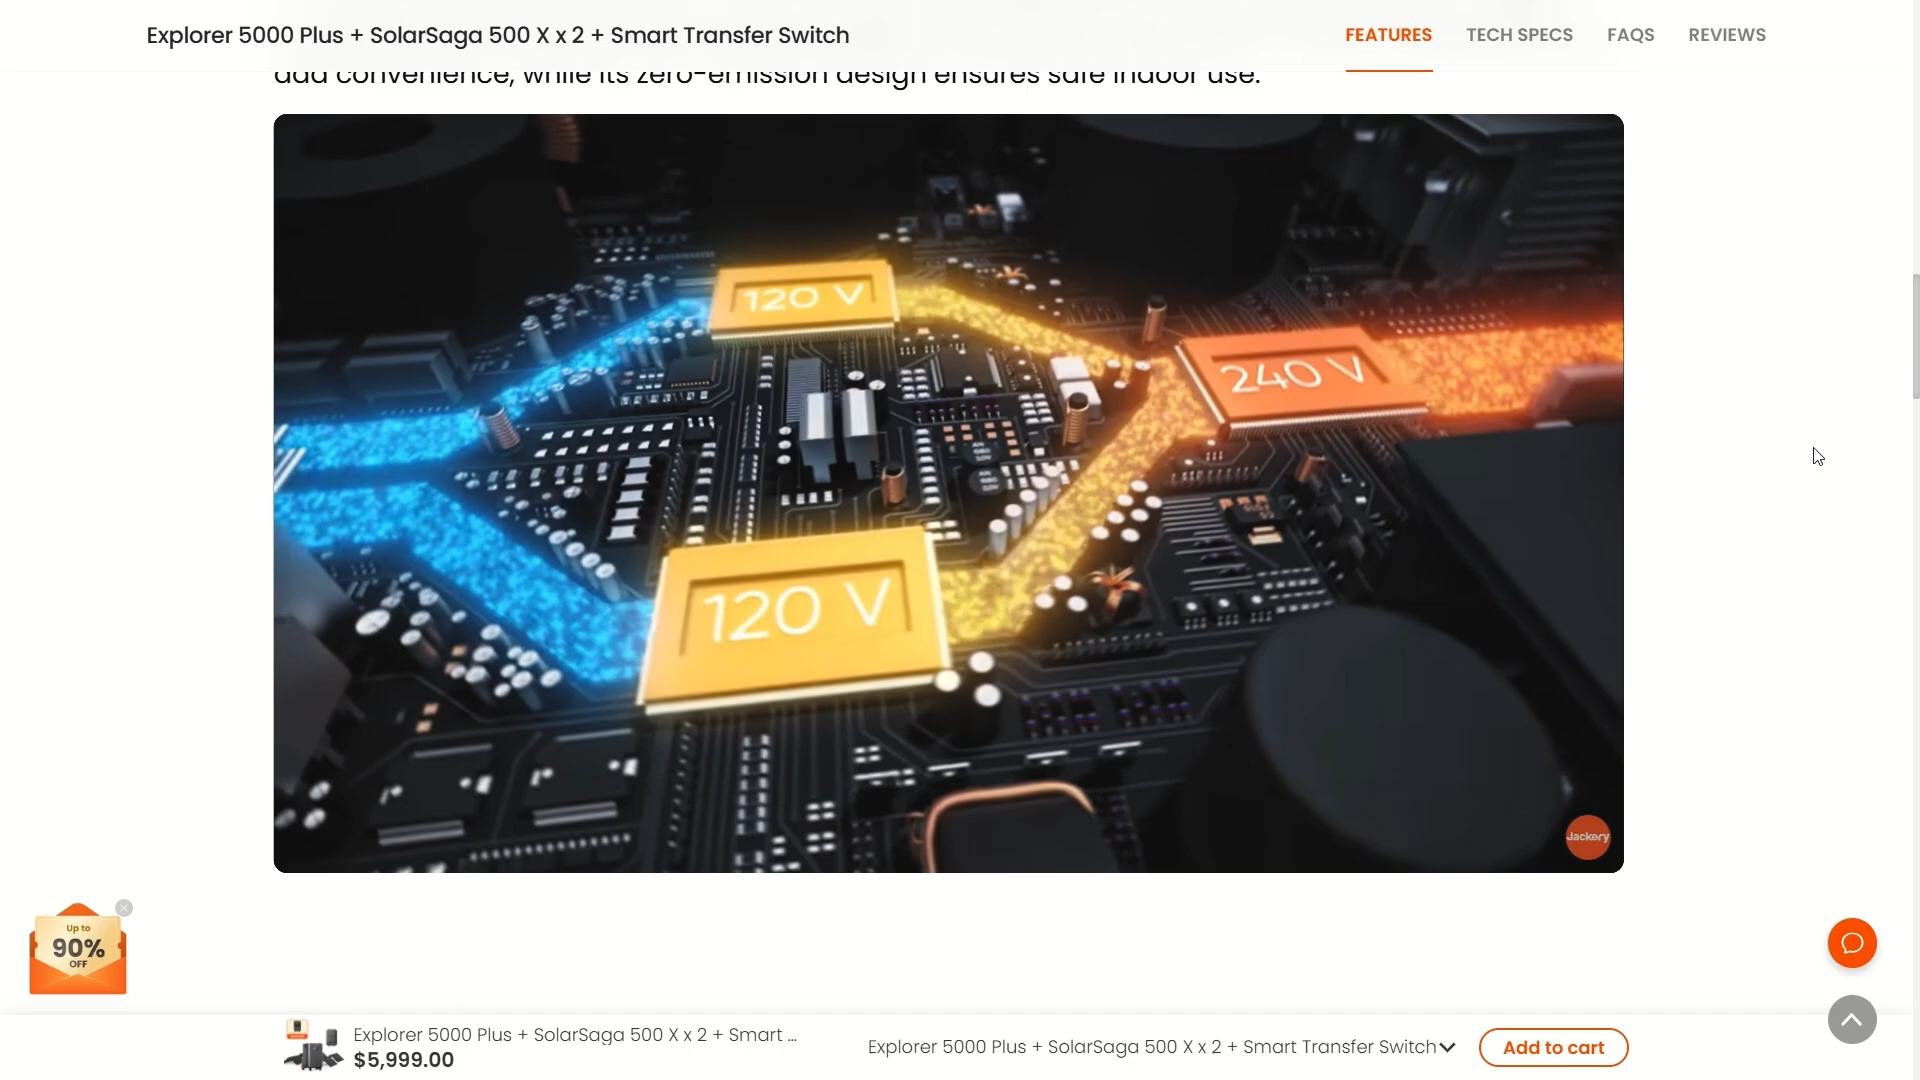 Explorer 5000 Plus + SolarSaga 500 X x 2 + Smart Transfer Switch
FEATURES
TECH SPECS
FAQS
REVIEWS
add convenience, while its zero-emission design ensures safe indoor use.
120 V
240 V
120 V
Jackery
Up to
90%
OFF
Explorer 5000 Plus + SolarSaga 500 X x 2 + Smart ...
$5,999.00
Explorer 5000 Plus + SolarSaga 500 X x 2 + Smart Transfer Switch
Add to cart